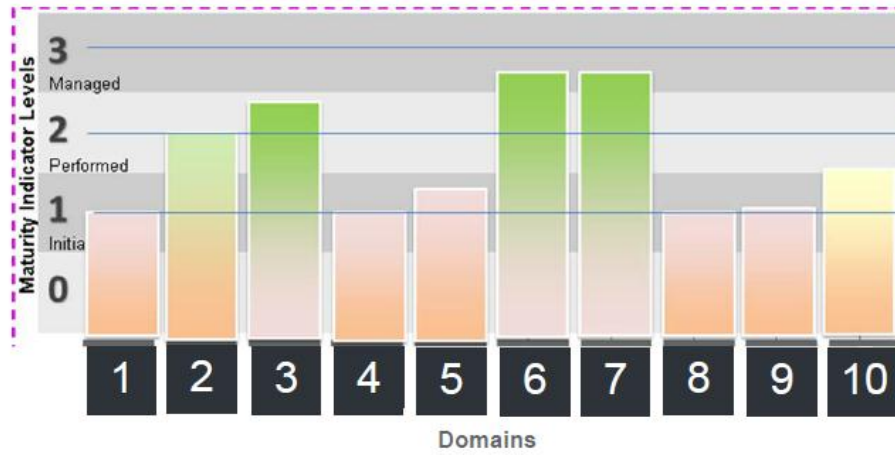 Maturity Indicator Levels
3
Managed
2
Performed
1
Initia
0
1 2 3 4 5 6 7 8 9 10
Domains